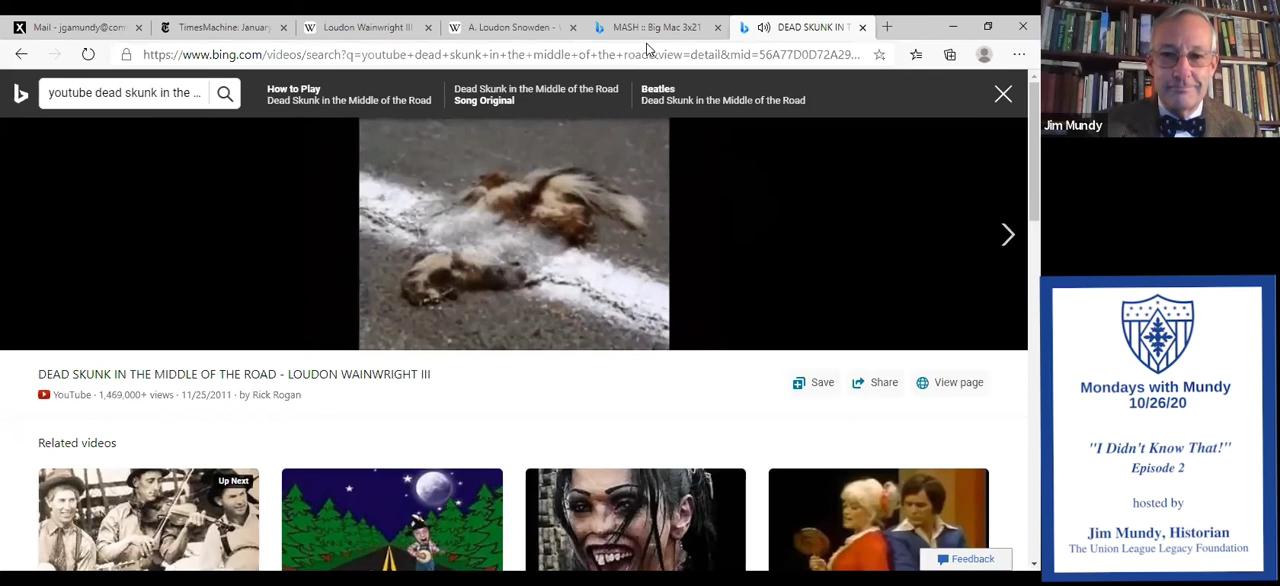 Mail - jgamundy@com
TimesMachine: January
Loudon Wainwright III
A. Loudon Snowden -
MASH :: Big Mac 3x21
DEAD SKUNK IN T
https://www.bing.com/videos/search?q=youtube+dead+skunk+in+the+middle+of+the+road&view=detail&mid=56A77D0D72A29...
youtube the dead skunk in the ...
How to Play
Dead Skunk in the Middle of the Road
Dead Skunk in the Middle of the Road
Song Original
Beatles
Dead Skunk in the Middle of the Road
DEAD SKUNK IN THE MIDDLE OF THE ROAD - LOUDON WAINWRIGHT III
YouTube · 1,469,000+ views · 11/25/2011 · by Rick Rogan
Save
Share
View page
Related videos
Up Next
Feedback
Jim Mundy
Mondays with Mundy
10/26/20
"I Didn't Know That!"
Episode 2
hosted by
Jim Mundy, Historian
The Union League Legacy Foundation